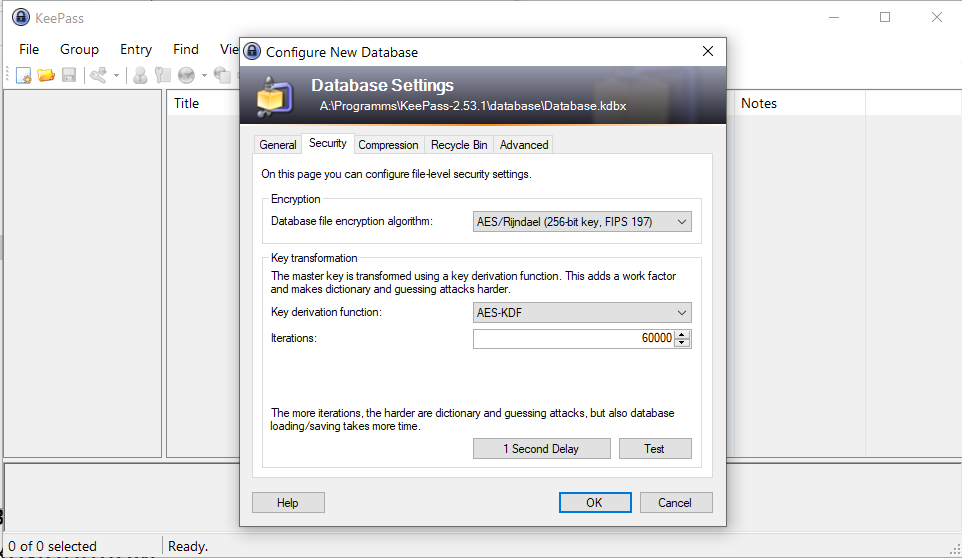 KeePass
File Group Entry Find Vie
Configure New Database
Database Settings
A:\Programms\KeePass-2.53.1\database\Database.kdbx
Title
Notes
General Security Compression Recycle Bin Advanced
On this page you can configure file-level security settings.
Encryption
Database file encryption algorithm: AES/Rijndael (256-bit key, FIPS 197)
Key transformation
The master key is transformed using a key derivation function. This adds a work factor
and makes dictionary and guessing attacks harder.
Key derivation function: AES-KDF
Iterations: 60000
The more iterations, the harder are dictionary and guessing attacks, but also database
loading/saving takes more time.
1 Second Delay Test
Help OK Cancel
0 of 0 selected Ready.